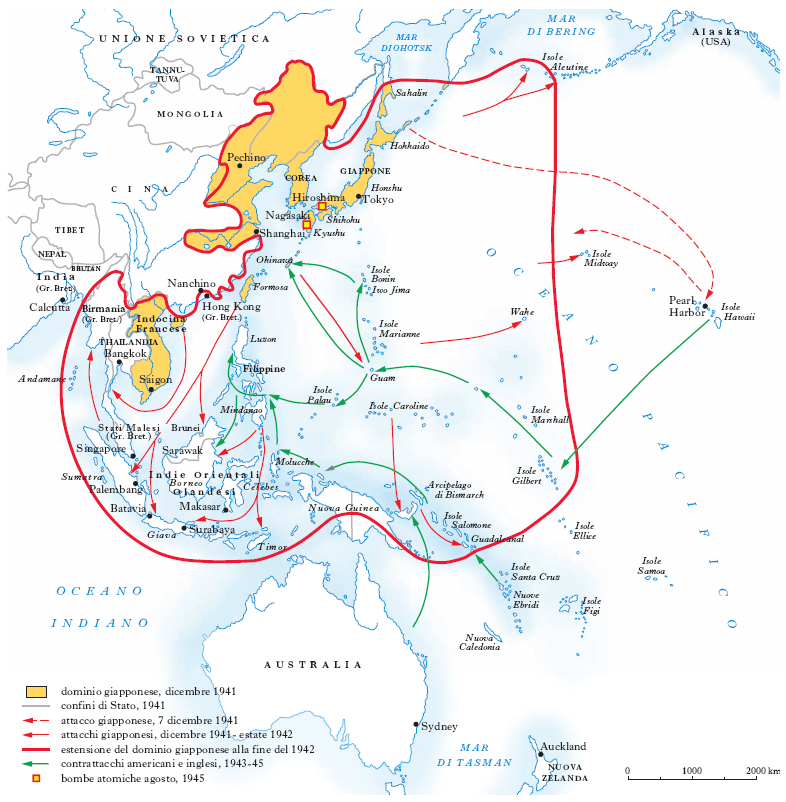 UNIONE SOVIETICA
MAR
DI OHOTSK
MAR
DI BERING
Alaska
(USA)
Isole
Aleutine
TANNU-
TUVA
MONGOLIA
Sahalin
Hokkaido
Pechino
COREA
GIAPPONE
Honshu
Hiroshima
Tokyo
Nagasaki
Shikohu
Kyushu
CINA
Shanghai
TIBET
NEPAL
BHUTAN
India
(Gr. Bret.)
Calcutta
Okinawa
Formosa
Nanchino
Hong Kong
(Gr. Bret.)
Isole
Bonin
Iwo Jima
Isole
Midway
Pearl
Harbor
Isole
Hawaii
Birmania
(Gr. Bret.)
Indocina
Francese
THAILANDIA
Bangkok
Saigon
Andamane
Luzon
Filippine
Mindanao
Isole
Marianne
Guam
Wake
Isole
Palau
Isole Caroline
Isole
Marshall
OCEANO PACIFICO
Stati Malesi
(Gr. Bret.)
Brunei
Singapore
Sarawak
Sumatra
Palembang
Indie Orientali
Borneo
Olandesi
Celebes
Molucche
Makasar
Batavia
Giava
Surabaya
Timor
Nuova Guinea
Arcipelago
di Bismarch
Isole
Salomone
Guadalcanal
Isole
Gilbert
Isole
Ellice
Isole
Santa Cruz
Nuove
Ebridi
Isole
Figi
Isole
Samoa
Nuova
Caledonia
OCEANO
INDIANO
AUSTRALIA
Sydney
MAR
DI TASMAN
Auckland
NUOVA
ZELANDA
dominio giapponese, dicembre 1941
confini di Stato, 1941
attacco giapponese, 7 dicembre 1941
attacchi giapponesi, dicembre 1941- estate 1942
estensione del dominio giapponese alla fine del 1942
contrattacchi americani e inglesi, 1943-45
bombe atomiche agosto, 1945
0 1000 2000 km